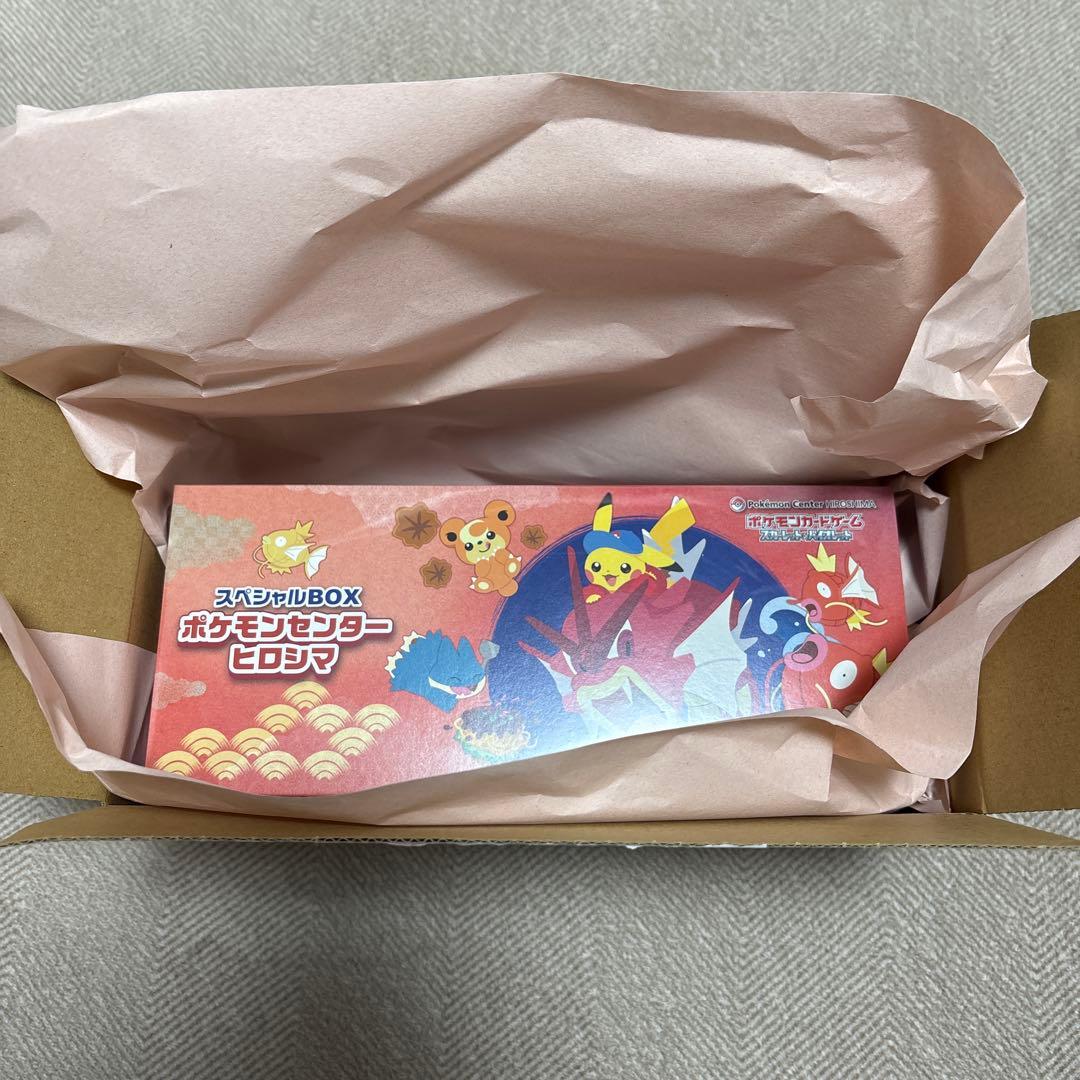 スペシャルBOX
ポケモンセンター
ヒロシマ
Pokémon Center HIROSHIMA
ポケモンカードゲーム
スカーレット&バイオレット